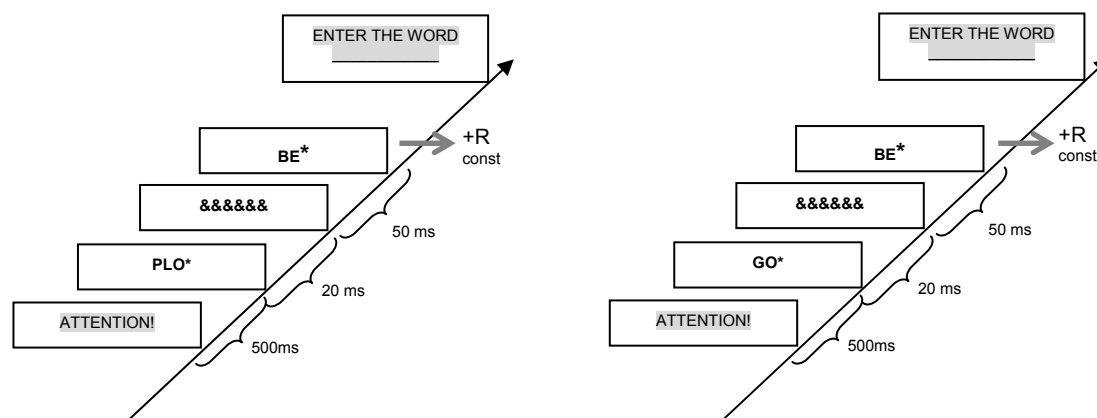 ENTER THE WORD
BE*
+R
const
&&&&&&
50 ms
PLO*
20 ms
ATTENTION!
500ms
ENTER THE WORD
BE*
+R
const
&&&&&&
50 ms
GO*
20 ms
ATTENTION!
500ms